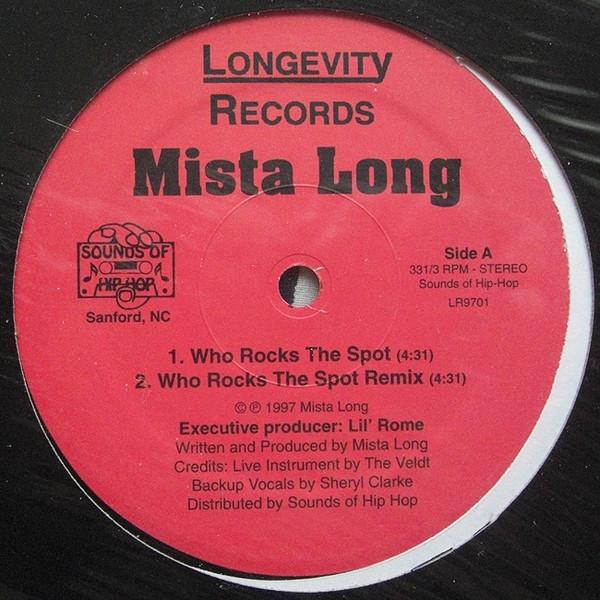 LONGEVITY
RECORDS
Mista Long
SOUNDS OF
HIP-HOP
Sanford, NC
Side A
331/3 RPM - STEREO
Sounds of Hip-Hop
LR9701
1. Who Rocks The Spot (4:31)
2. Who Rocks The Spot Remix (4:31)
© ℗ 1997 Mista Long
Executive producer: Lil' Rome
Written and Produced by Mista Long
Credits: Live Instrument by The Veldt
Backup Vocals by Sheryl Clarke
Distributed by Sounds of Hip Hop